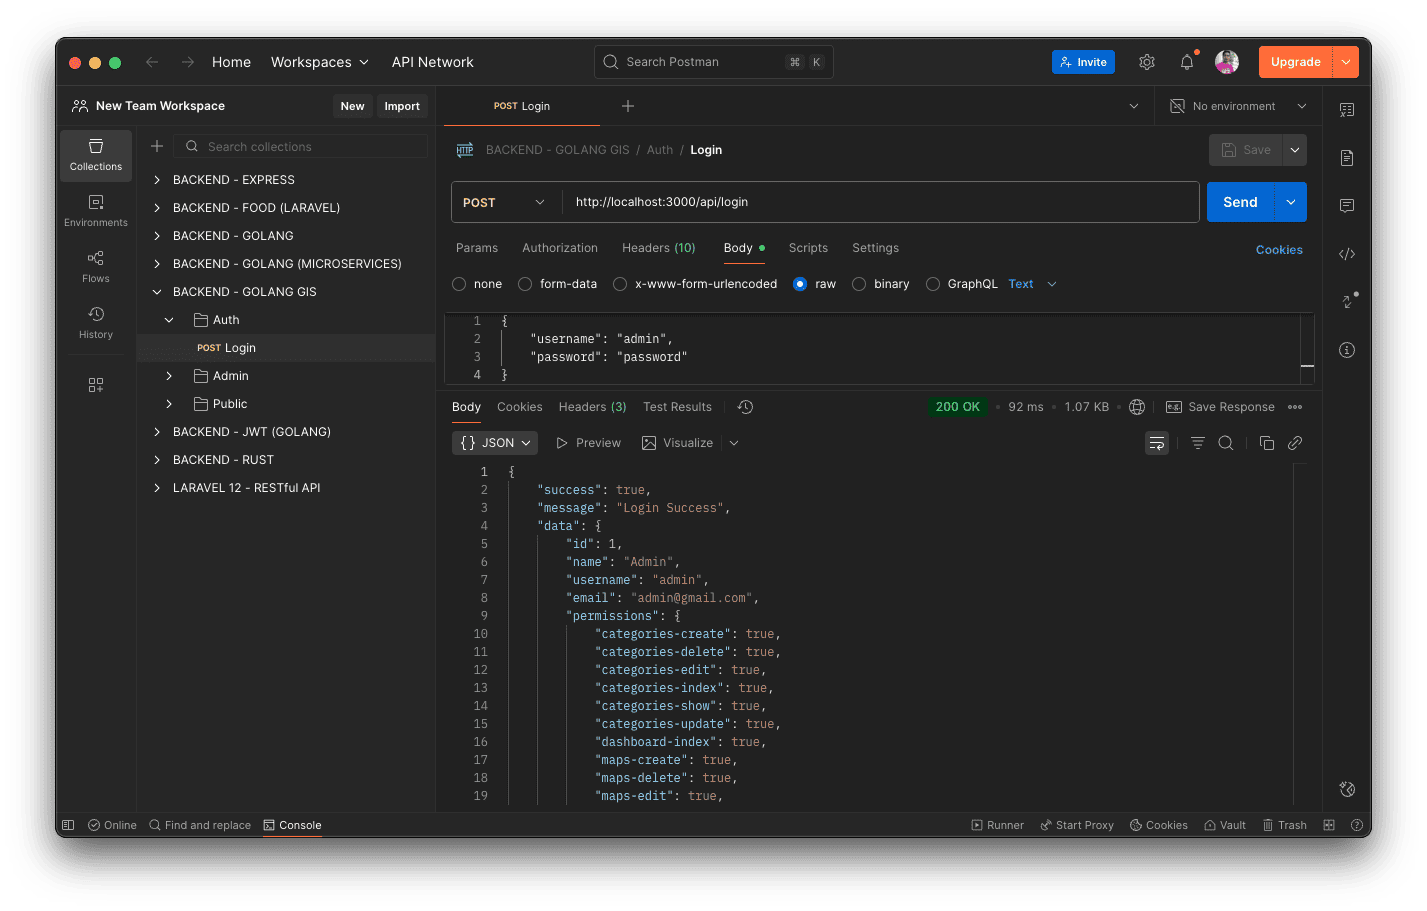 Home Workspaces API Network Search Postman ⌘ K Invite Upgrade
New Team Workspace New Import POST Login No environment
Collections
Environments
Flows
History
Search collections
BACKEND - EXPRESS
BACKEND - FOOD (LARAVEL)
BACKEND - GOLANG
BACKEND - GOLANG (MICROSERVICES)
BACKEND - GOLANG GIS
Auth
POST Login
Admin
Public
BACKEND - JWT (GOLANG)
BACKEND - RUST
LARAVEL 12 - RESTful API
HTTP BACKEND - GOLANG GIS / Auth / Login Save
POST http://localhost:3000/api/login Send
Params Authorization Headers (10) Body Scripts Settings Cookies
none form-data x-www-form-urlencoded raw binary GraphQL Text
1 {
2 "username": "admin",
3 "password": "password"
4 }
Body Cookies Headers (3) Test Results 200 OK • 92 ms • 1.07 KB • e.g. Save Response
{} JSON Preview Visualize
1 {
2 "success": true,
3 "message": "Login Success",
4 "data": {
5 "id": 1,
6 "name": "Admin",
7 "username": "admin",
8 "email": "admin@gmail.com",
9 "permissions": {
10 "categories-create": true,
11 "categories-delete": true,
12 "categories-edit": true,
13 "categories-index": true,
14 "categories-show": true,
15 "categories-update": true,
16 "dashboard-index": true,
17 "maps-create": true,
18 "maps-delete": true,
19 "maps-edit": true,
Online Find and replace Console Runner Start Proxy Cookies Vault Trash